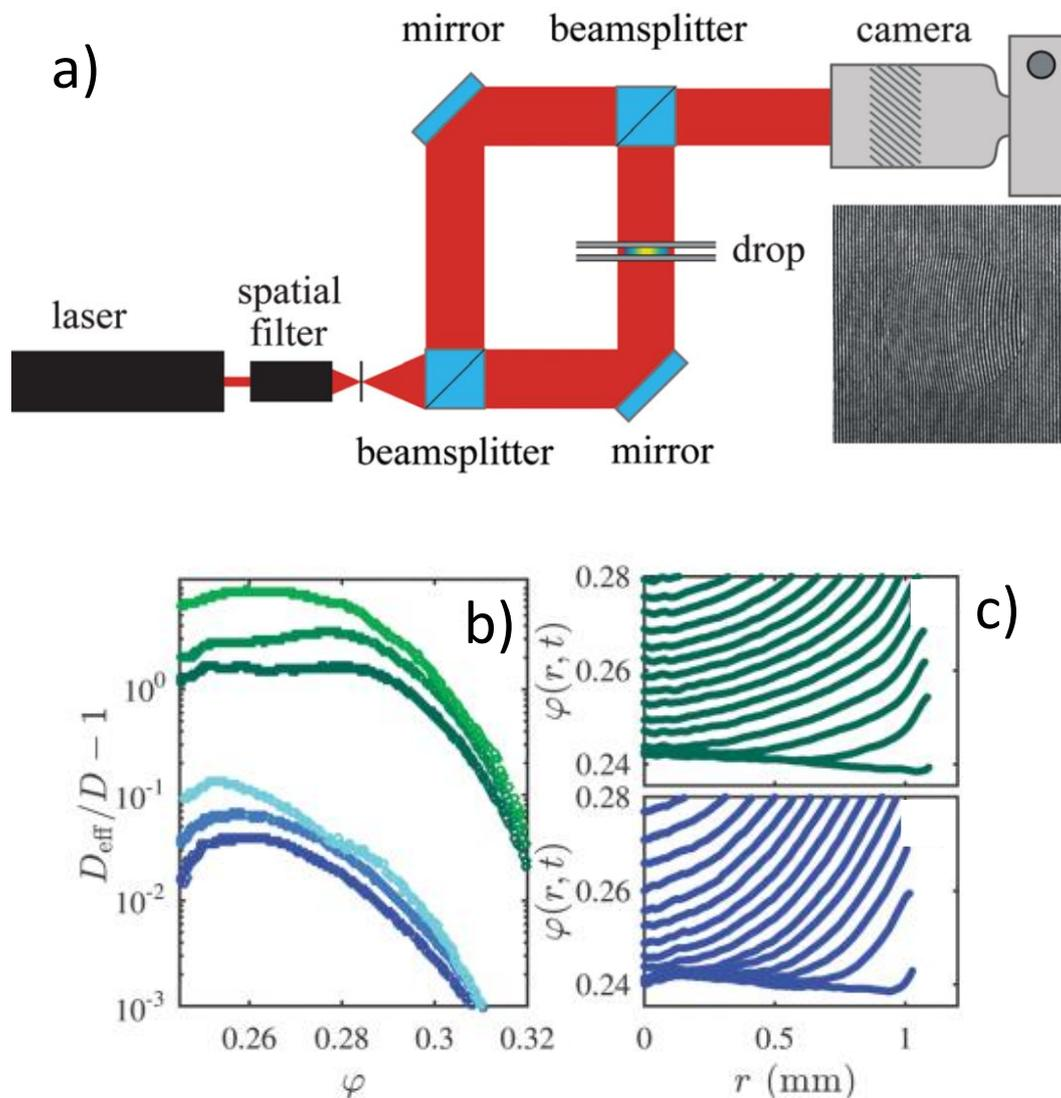 a)
mirror
beamsplitter
camera
drop
laser
spatial
filter
beamsplitter
mirror
b)
10^0
10^-1
10^-2
10^-3
D_eff/D − 1
0.26
0.28
0.3
0.32
φ
c)
0.28
0.26
0.24
φ(r, t)
0.28
0.26
0.24
φ(r, t)
0
0.5
1
r (mm)